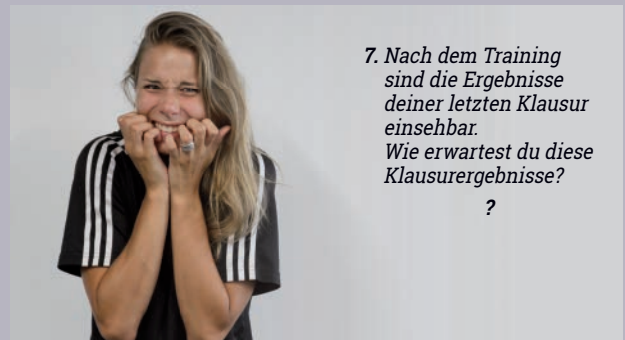 7. Nach dem Training
sind die Ergebnisse
deiner letzten Klausur
einsehbar.
Wie erwartest du diese
Klausurergebnisse?
?